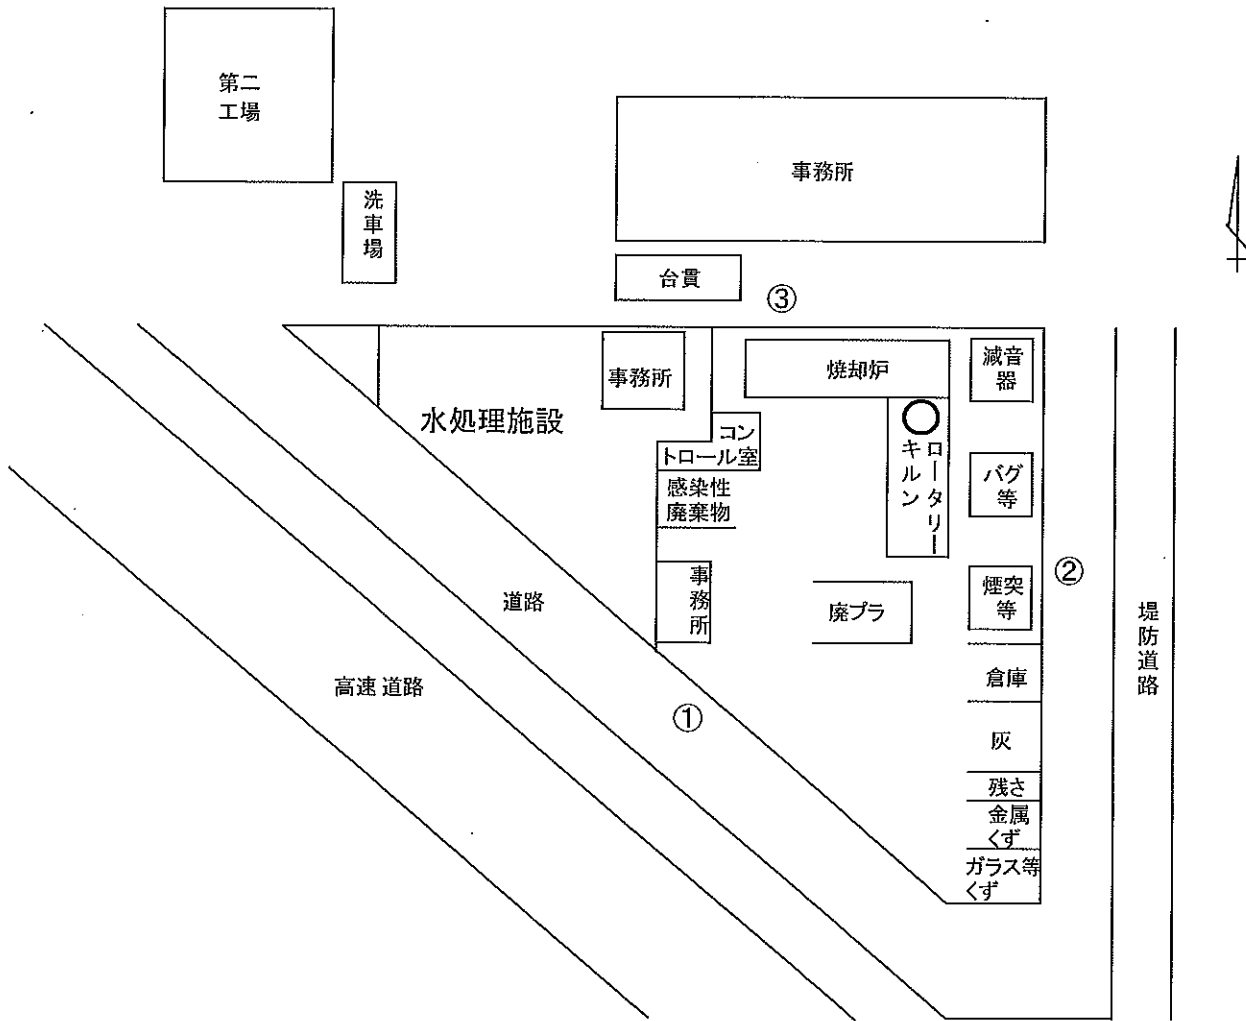 第二
工場
事務所
洗車場
台貫
③
事務所
焼却炉
減音
器
水処理施設
コン
トロール室
ロータリー
キルン
バグ
等
感染性
廃棄物
②
煙突
等
事務所
道路
廃プラ
堤防道路
倉庫
高速道路
①
灰
残さ
金属
くず
ガラス等
くず